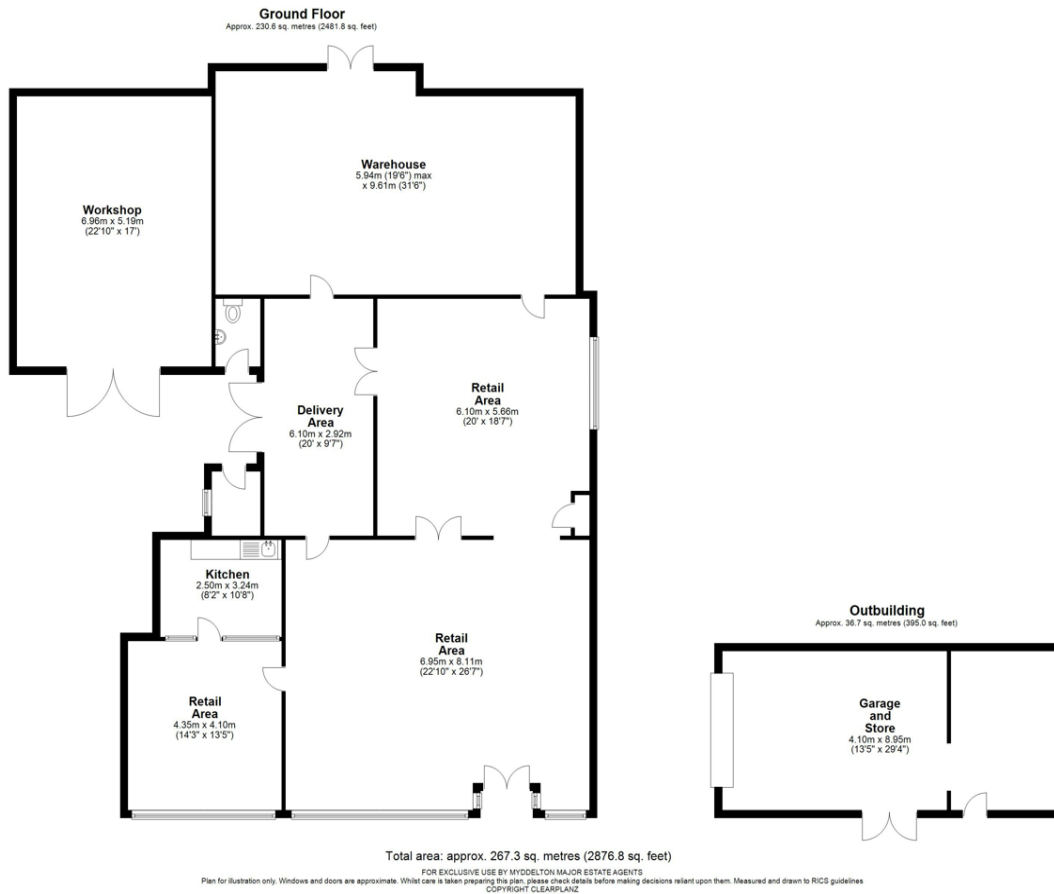 Ground Floor
Approx. 230.6 sq. metres (2481.8 sq. feet)
Warehouse
5.94m (19'6") max
x 9.61m (31'6")
Workshop
6.96m x 5.19m
(22'10" x 17')
Retail
Area
6.10m x 5.66m
(20' x 18'7")
Delivery
Area
6.10m x 2.92m
(20' x 9'7")
Kitchen
2.50m x 3.24m
(8'2" x 10'8")
Retail
Area
6.95m x 8.11m
(22'10" x 26'7")
Retail
Area
4.35m x 4.10m
(14'3" x 13'5")
Outbuilding
Approx. 36.7 sq. metres (395.0 sq. feet)
Garage
and
Store
4.10m x 8.95m
(13'5" x 29'4")
Total area: approx. 267.3 sq. metres (2876.8 sq. feet)
FOR EXCLUSIVE USE BY MYDDELTON MAJOR ESTATE AGENTS
Plan for illustration only. Windows and doors are approximate. Whilst care is taken preparing this plan, please check details before making decisions reliant upon them. Measured and drawn to RICS guidelines
COPYRIGHT CLEARPLANZ